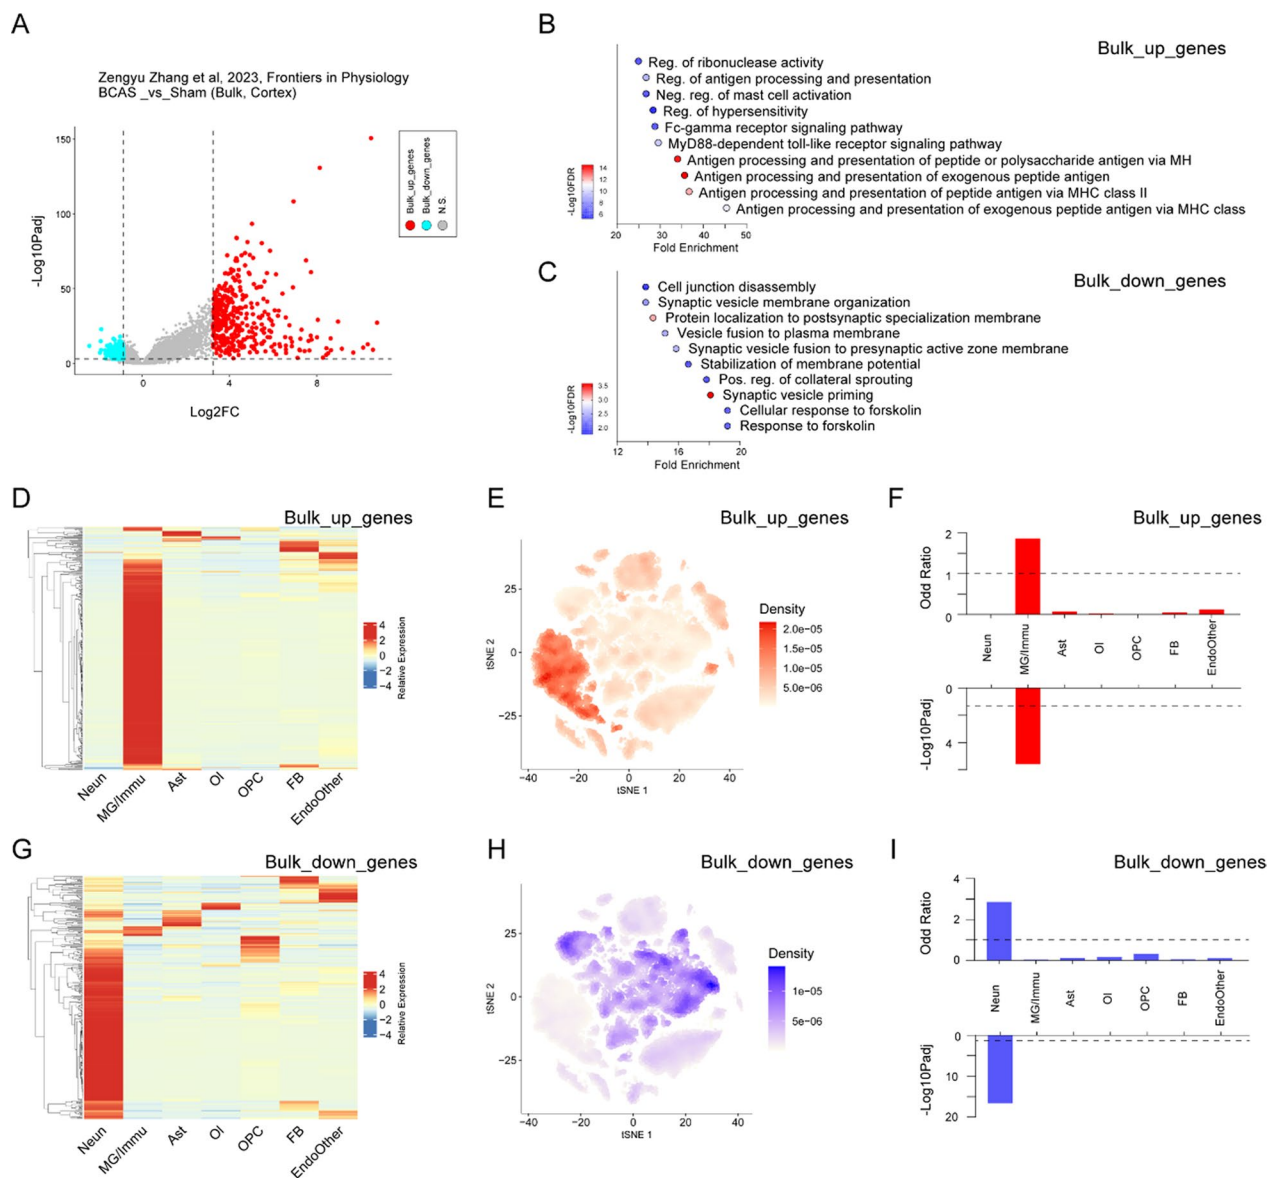 A
Zengyu Zhang et al, 2023, Frontiers in Physiology
BCAS _vs_Sham (Bulk, Cortex)
150
100
50
0
-Log10Padj
0
4
8
Log2FC
Bulk_up_genes
Bulk_down_genes
N.S.
B
Bulk_up_genes
Reg. of ribonuclease activity
Reg. of antigen processing and presentation
Neg. reg. of mast cell activation
Reg. of hypersensitivity
Fc-gamma receptor signaling pathway
MyD88-dependent toll-like receptor signaling pathway
Antigen processing and presentation of peptide or polysaccharide antigen via MH
Antigen processing and presentation of exogenous peptide antigen
Antigen processing and presentation of peptide antigen via MHC class II
Antigen processing and presentation of exogenous peptide antigen via MHC class
-Log10FDR
14
12
10
8
6
20
30
40
50
Fold Enrichment
C
Bulk_down_genes
Cell junction disassembly
Synaptic vesicle membrane organization
Protein localization to postsynaptic specialization membrane
Vesicle fusion to plasma membrane
Synaptic vesicle fusion to presynaptic active zone membrane
Stabilization of membrane potential
Pos. reg. of collateral sprouting
Synaptic vesicle priming
Cellular response to forskolin
Response to forskolin
-Log10FDR
3.5
3.0
2.5
2.0
12
16
20
Fold Enrichment
D
Bulk_up_genes
4
2
0
−2
−4
Relative Expression
Neun
MG/Immu
Ast
Ol
OPC
FB
EndoOther
E
Bulk_up_genes
25
0
−25
tSNE 2
−40
−20
0
20
40
tSNE 1
Density
2.0e-05
1.5e-05
1.0e-05
5.0e-06
F
Bulk_up_genes
2
1
0
Odd Ratio
Neun
MG/Immu
Ast
Ol
OPC
FB
EndoOther
0
4
-Log10Padj
G
Bulk_down_genes
4
2
0
−2
−4
Relative Expression
Neun
MG/Immu
Ast
Ol
OPC
FB
EndoOther
H
Bulk_down_genes
25
0
−25
tSNE 2
−40
−20
0
20
40
tSNE 1
Density
1e-05
5e-06
I
Bulk_down_genes
4
2
0
Odd Ratio
Neun
MG/Immu
Ast
Ol
OPC
FB
EndoOther
0
10
20
-Log10Padj